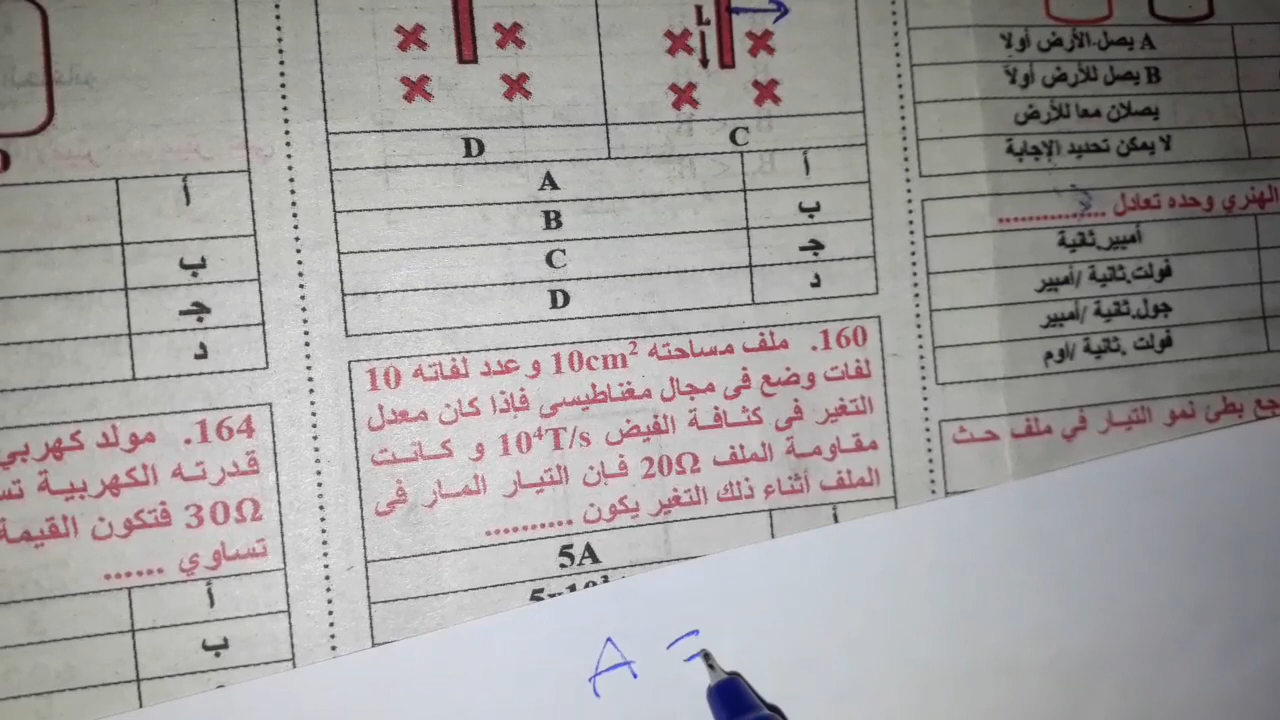 A يصل الأرض أولا
B يصل للأرض أولاً
يصلان معا للأرض
لا يمكن تحديد الإجابة
الهنري وحده تعادل ...............
أمبير.ثانية
فولت.ثانية /أمبير
جول.ثانية /أمبير
فولت .ثانية /اوم
بطئ نمو التيار في ملف حث
L
D
C
أ
A
ب
B
جـ
C
د
D
160. ملف مساحته 10cm² و عدد لفاته 10
لفات وضع فى مجال مغناطيسى فإذا كان معدل
التغير فى كثافة الفيض 10⁴T/s و كانت
مقاومة الملف 20Ω فإن التيار المار فى
الملف أثناء ذلك التغير يكون ..........
5A
أ
ب
جـ
د
164. مولد كهربي
قدرته الكهربية
30Ω فتكون القيمة
تساوي ......
أ
ب
A =